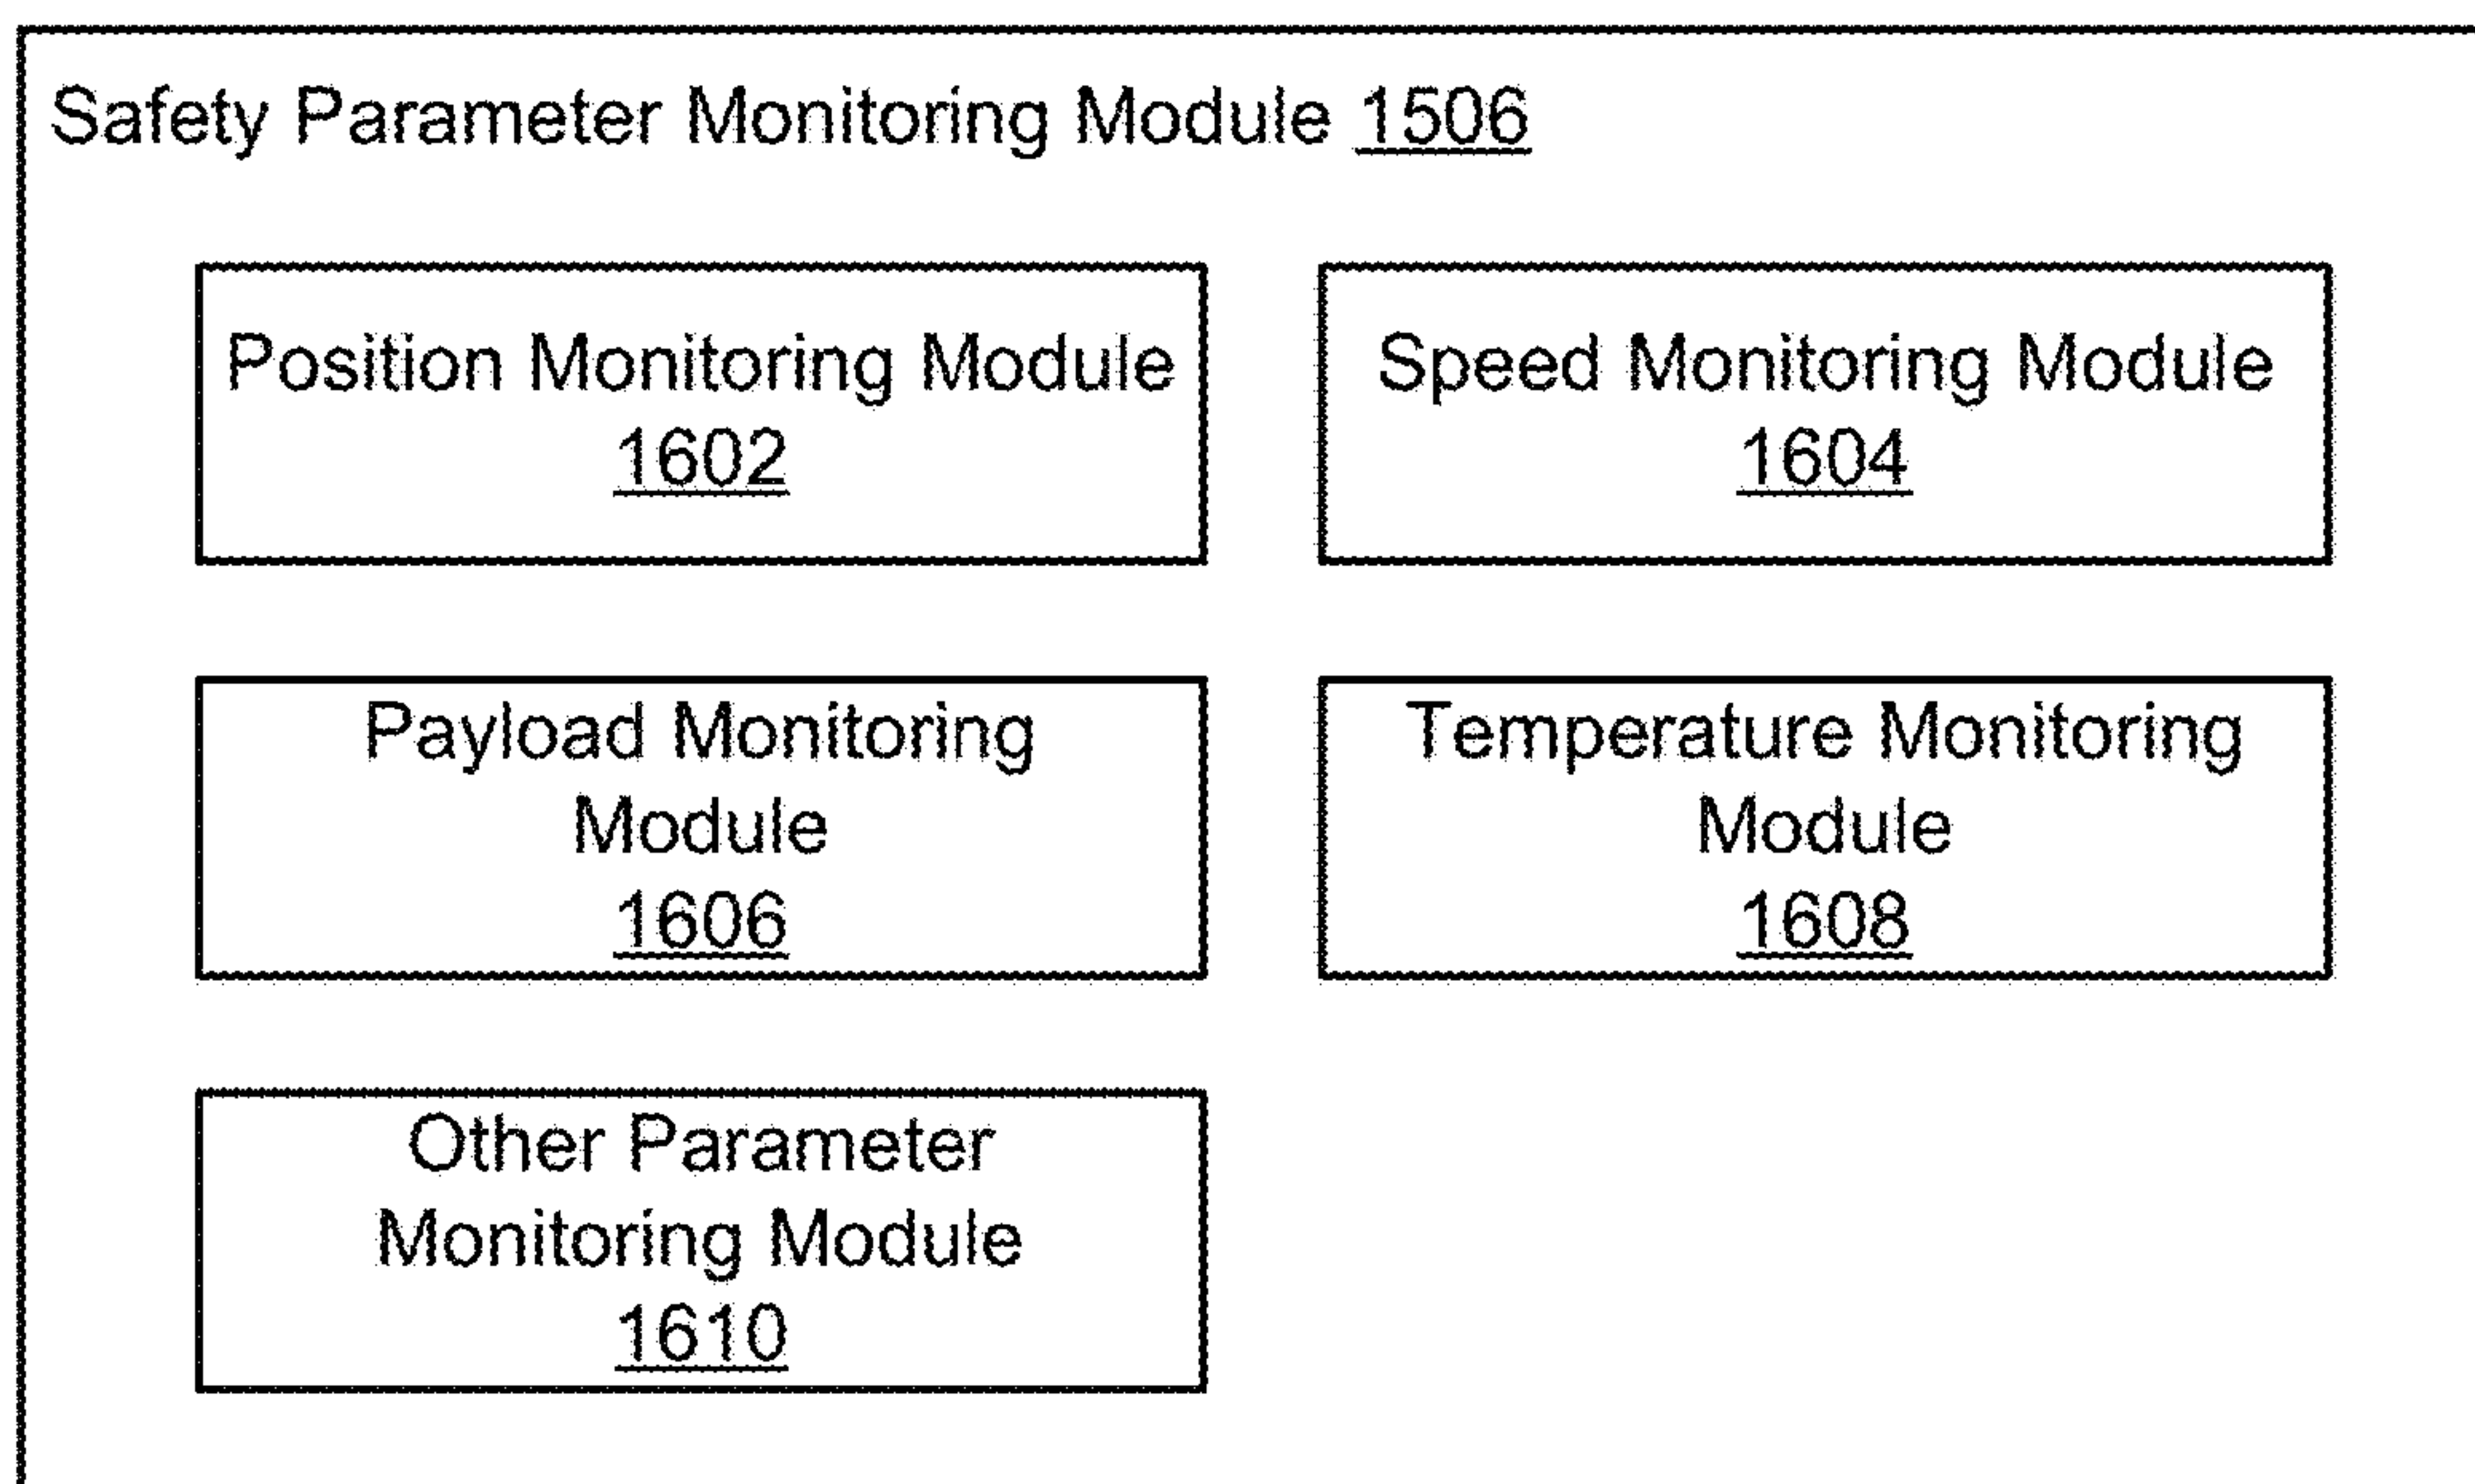 Safety Parameter Monitoring Module 1506
Position Monitoring Module
1602
Speed Monitoring Module
1604
Payload Monitoring
Module
1606
Temperature Monitoring
Module
1608
Other Parameter
Monitoring Module
1610